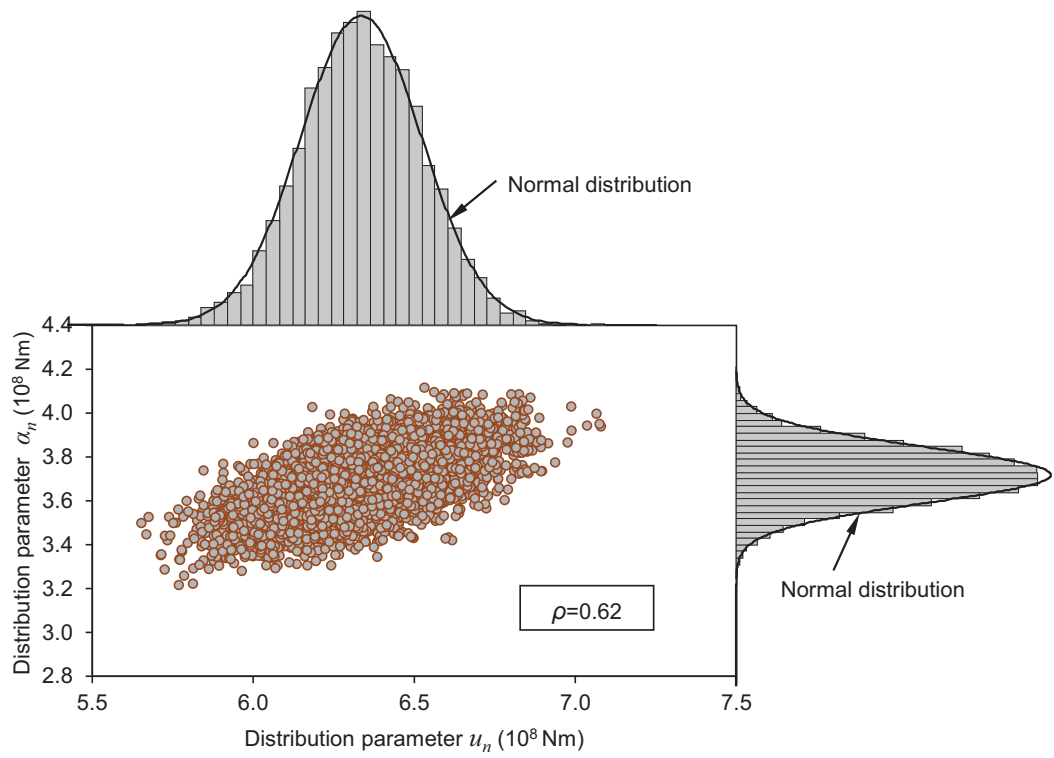 Normal distribution
4.4
4.2
4.0
3.8
3.6
3.4
3.2
3.0
2.8
Distribution parameter αn (10⁸ Nm)
ρ=0.62
Normal distribution
5.5 6.0 6.5 7.0 7.5
Distribution parameter un (10⁸ Nm)